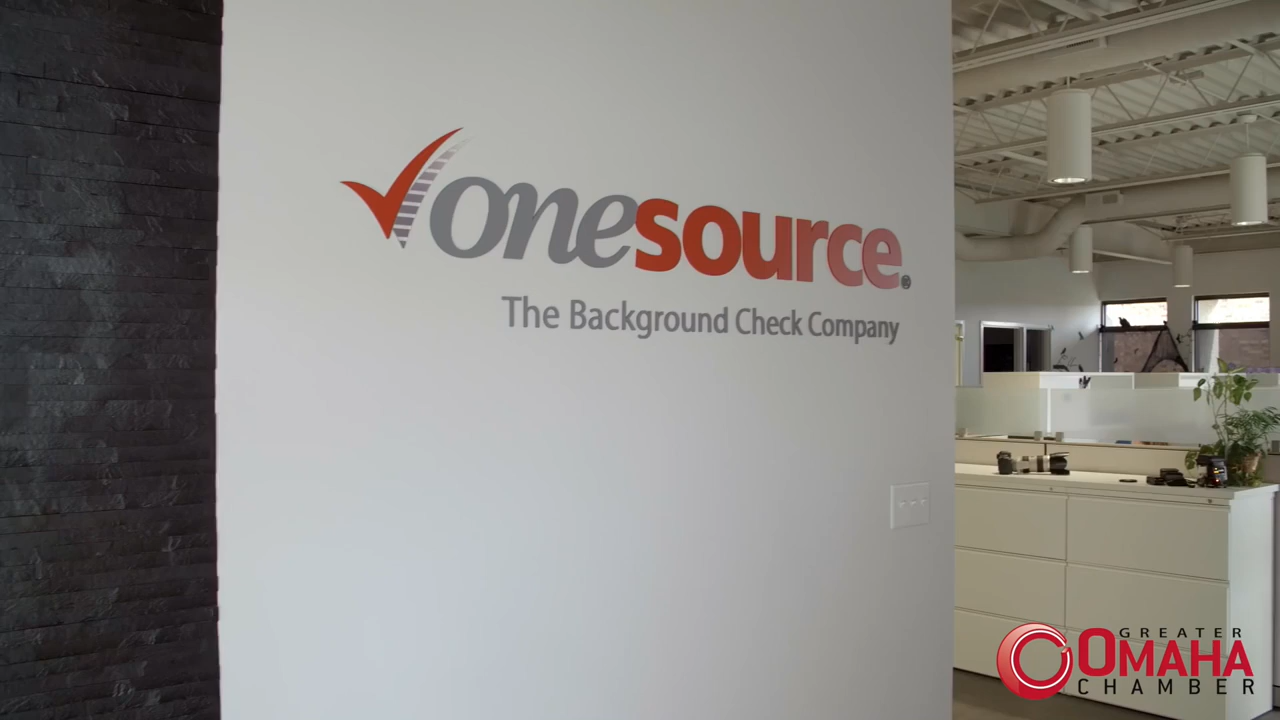 onesource®
The Background Check Company
GREATER
OMAHA
CHAMBER